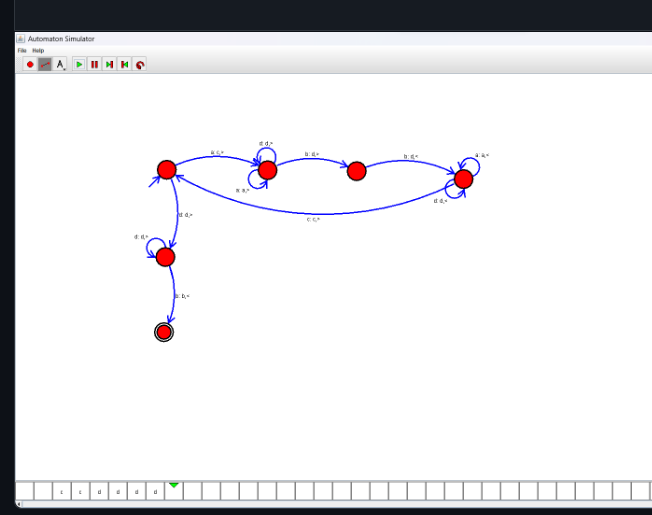 Automaton Simulator
File Help
A
d: d,>
a: c,>
b: d,>
b: d,<
a: a,<
a: a,>
d: d,<
d: d,>
c: c,>
d: d,>
c c d d d d